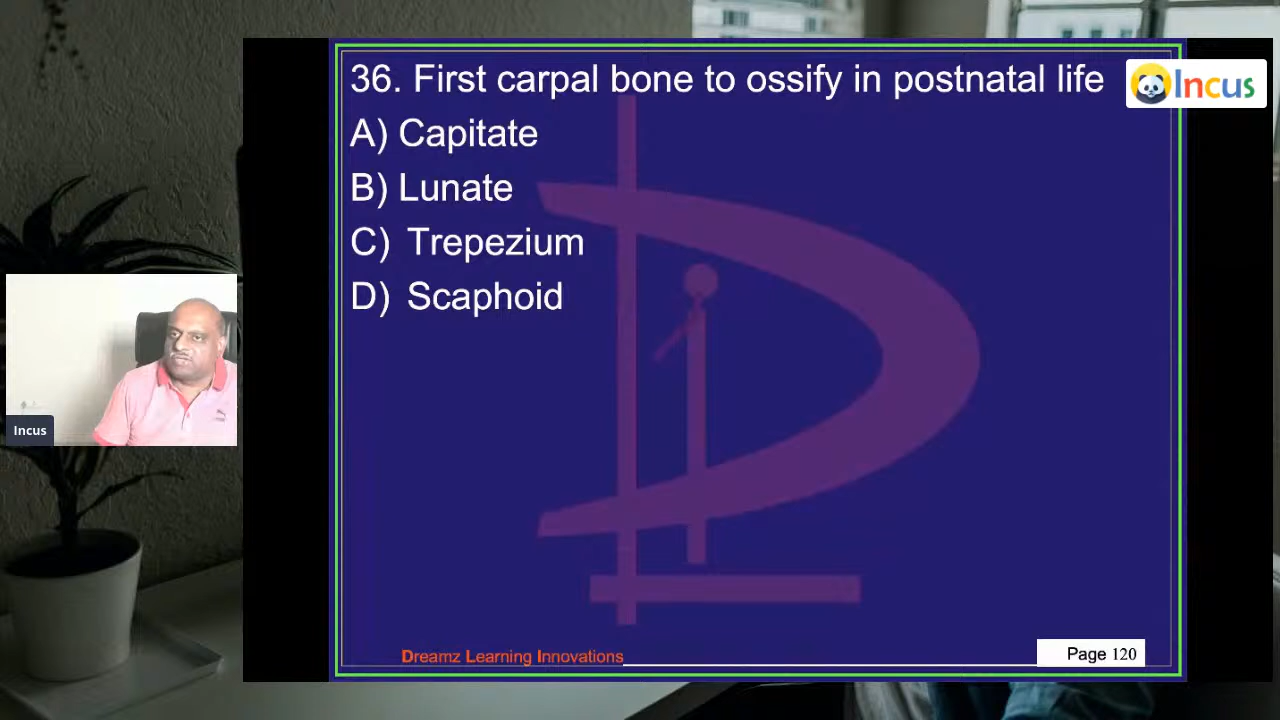 36. First carpal bone to ossify in postnatal life
A) Capitate
B) Lunate
C) Trepezium
D) Scaphoid
Incus
Incus
Dreamz Learning Innovations
Page 120